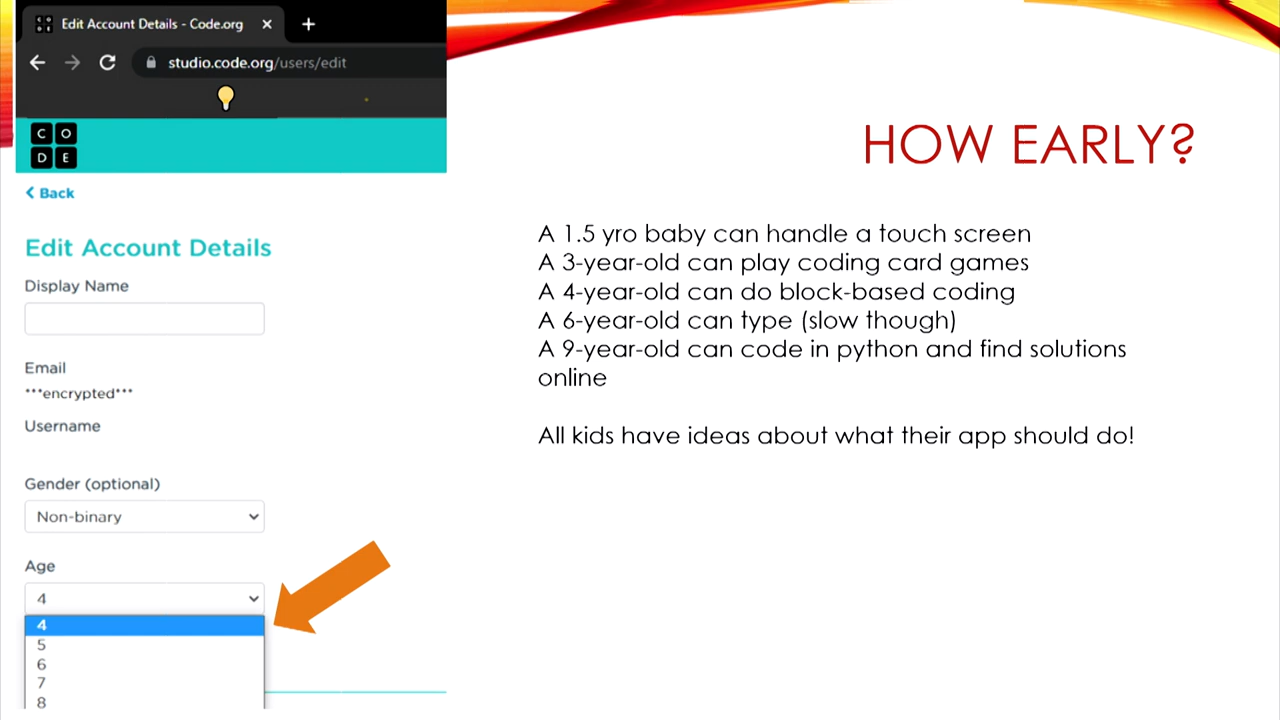 Edit Account Details - Code.org
studio.code.org/users/edit
C O
D E
Back
Edit Account Details
Display Name
Email
***encrypted***
Username
Gender (optional)
Non-binary
Age
4
4
5
6
7
8
HOW EARLY?
A 1.5 yro baby can handle a touch screen
A 3-year-old can play coding card games
A 4-year-old can do block-based coding
A 6-year-old can type (slow though)
A 9-year-old can code in python and find solutions
online
All kids have ideas about what their app should do!